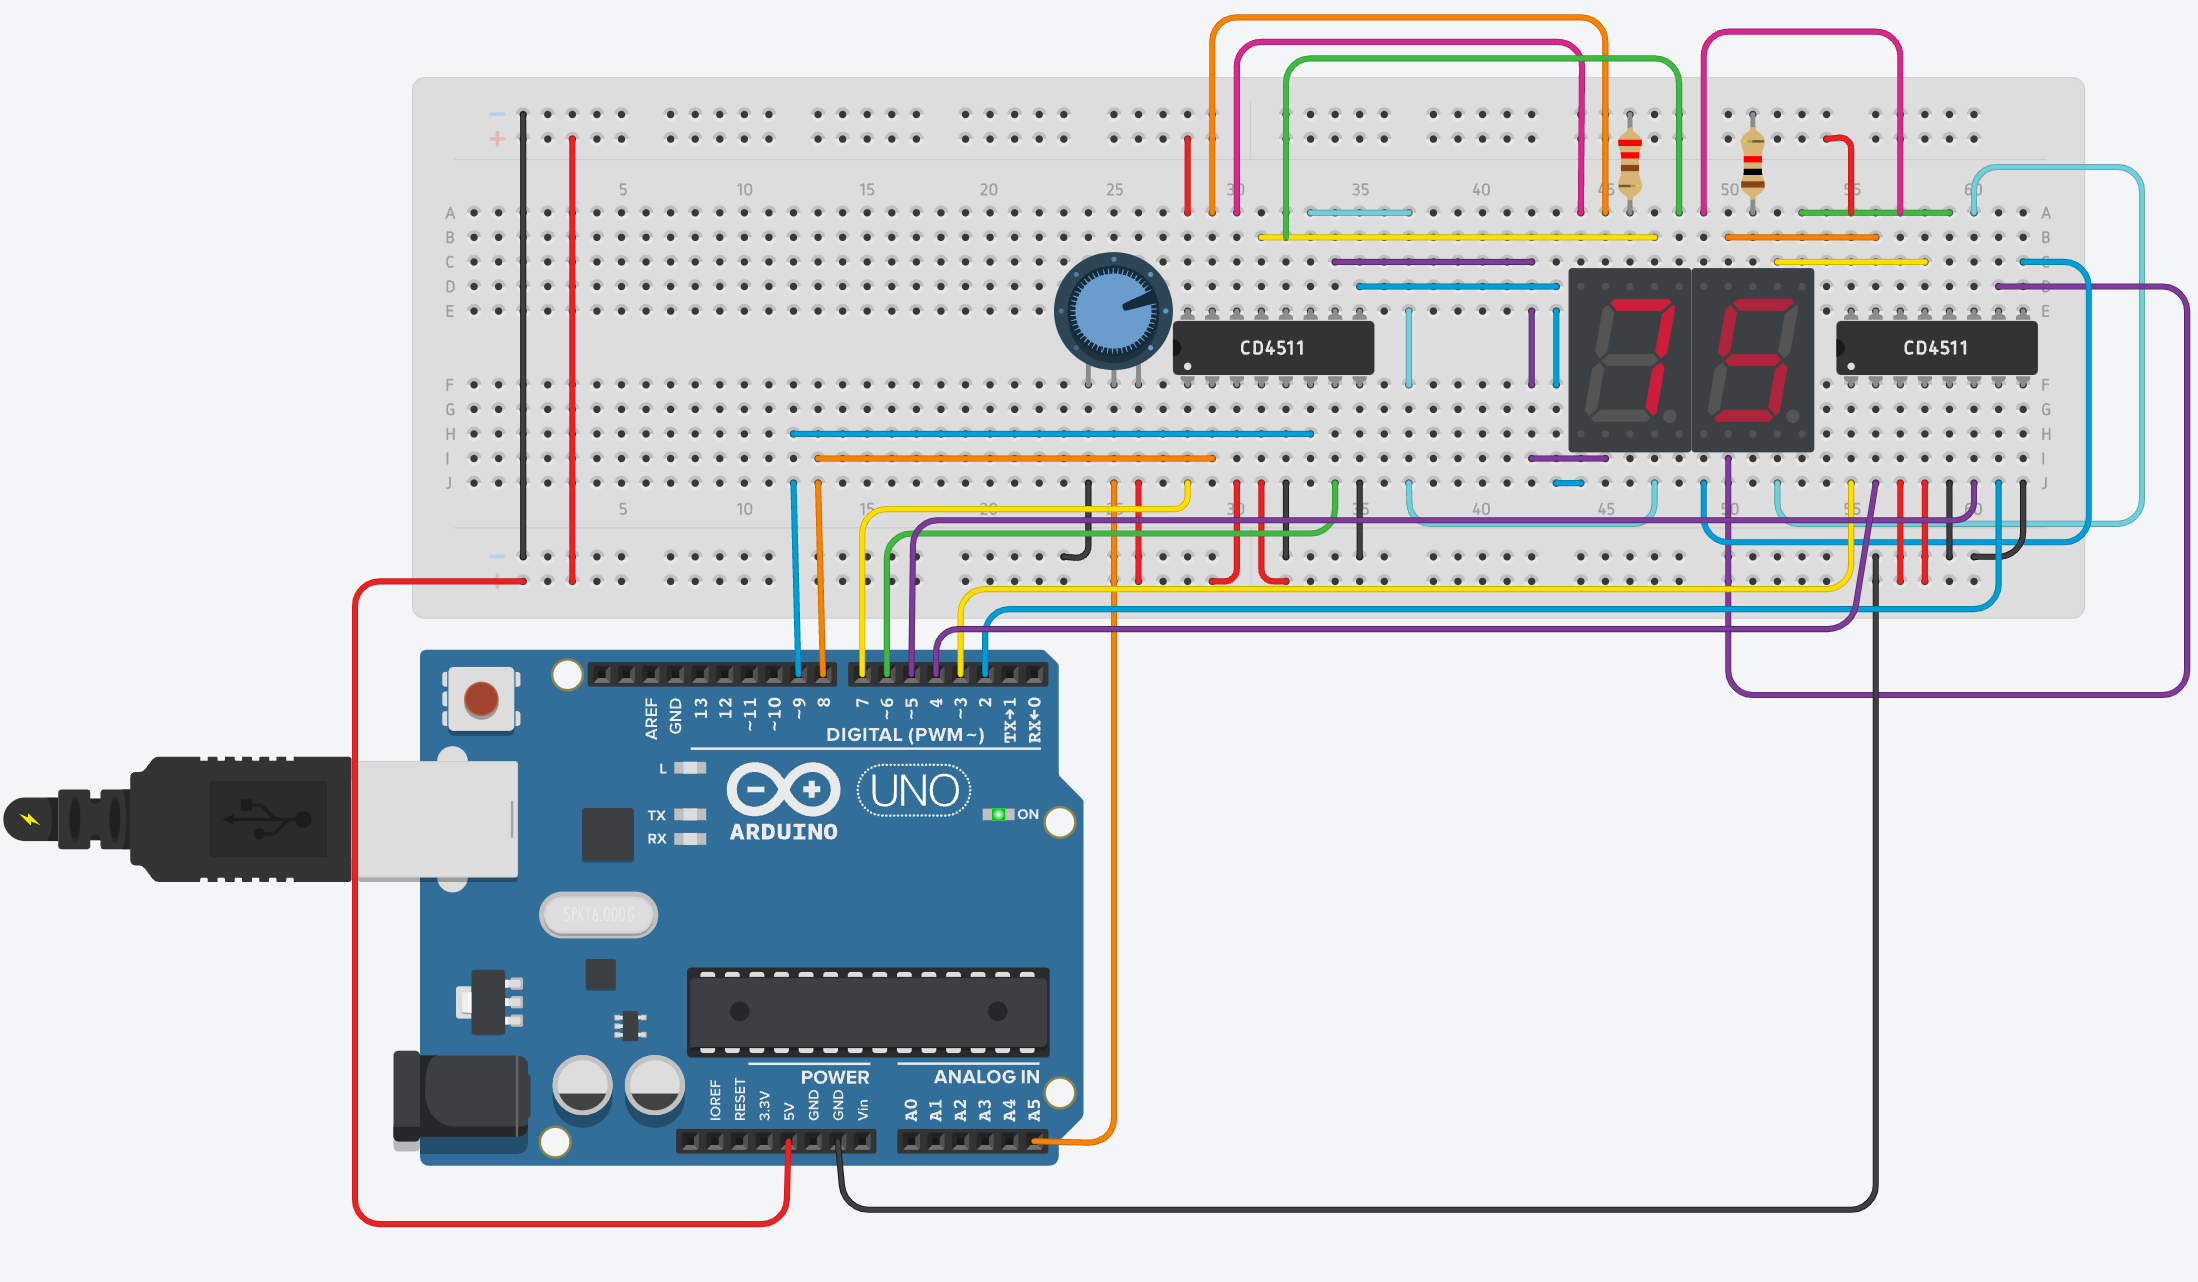 − 
+
5 10 15 20 25 30 35 40 45 50 55 60
A A
B B
C C
D D
E E
CD4511
75
CD4511
F F
G G
H H
I I
J J
5 10 15 20 25 30 35 40 45 50 55 60
−
+
AREF GND 13 12 ~11 ~10 ~9 8 7 ~6 ~5 4 ~3 2 TX→1 RX←0
DIGITAL (PWM~)
L
TX
RX
UNO
ON
ARDUINO
SPK16.000G
POWER
ANALOG IN
IOREF RESET 3.3V 5V GND GND Vin A0 A1 A2 A3 A4 A5